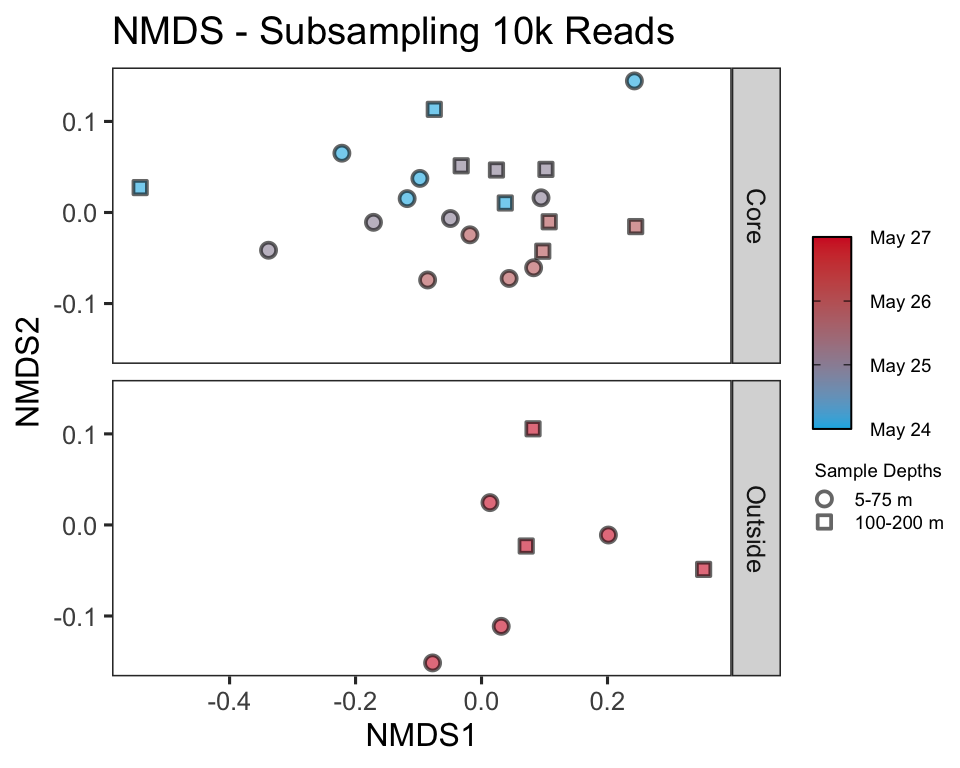 NMDS - Subsampling 10k Reads
NMDS2
0.1
0.0
-0.1
Core
0.1
0.0
-0.1
Outside
-0.4
-0.2
0.0
0.2
NMDS1
May 27
May 26
May 25
May 24
Sample Depths
5-75 m
100-200 m